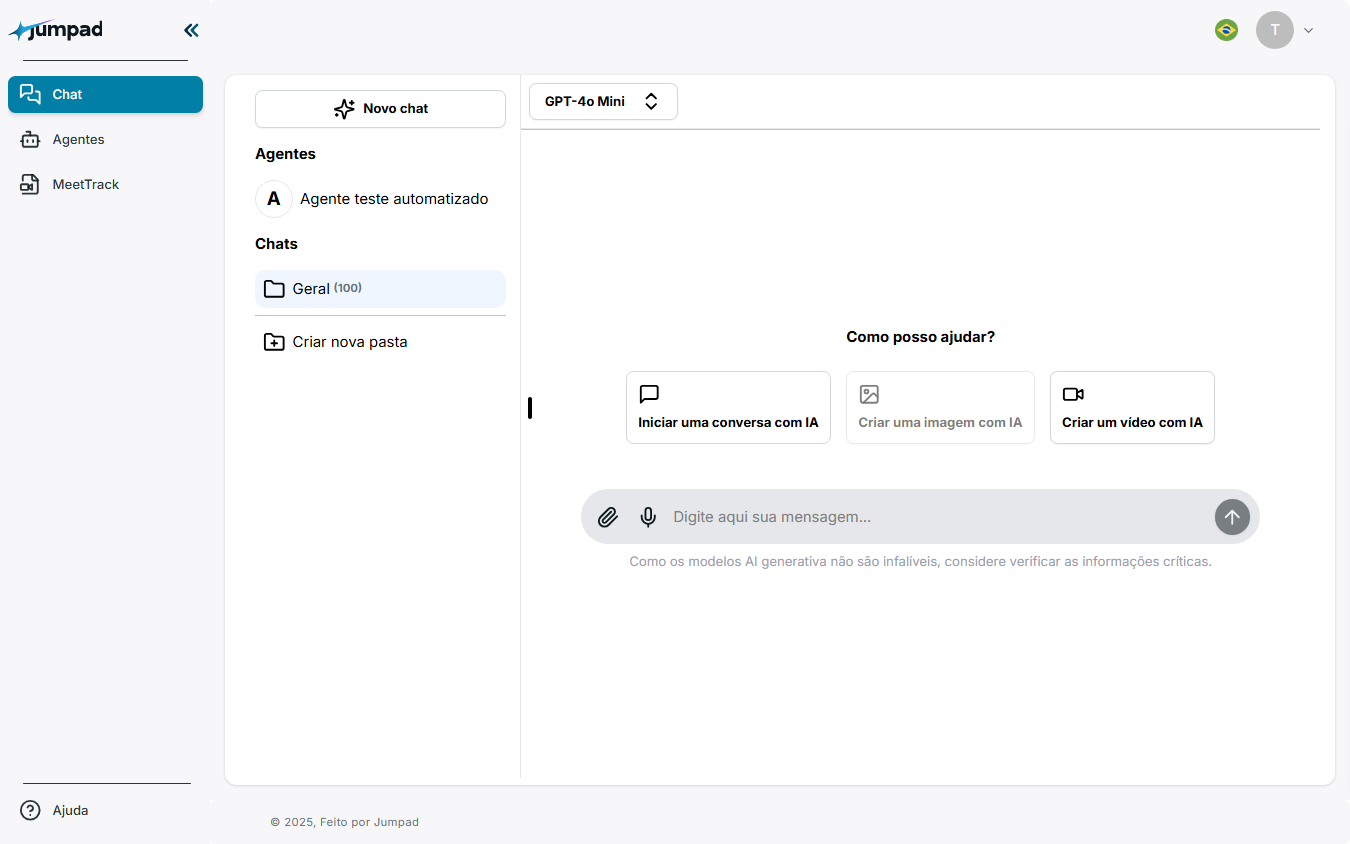 Jumpad
T
Chat
Agentes
MeetTrack
Novo chat
Agentes
A Agente teste automatizado
Chats
Geral (100)
Criar nova pasta
GPT-4o Mini
Como posso ajudar?
Iniciar uma conversa com IA
Criar uma imagem com IA
Criar um vídeo com IA
Digite aqui sua mensagem...
Como os modelos AI generativa não são infalíveis, considere verificar as informações críticas.
Ajuda
© 2025, Feito por Jumpad